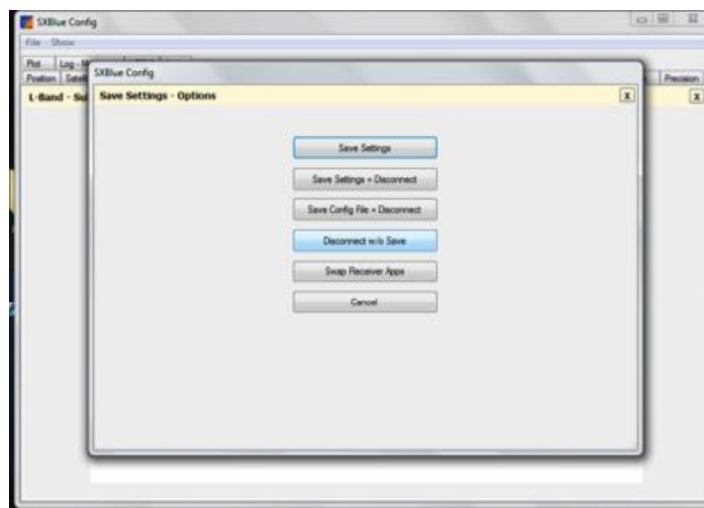 SXBlue Config
File Show
Plot Log
Position
Precision
L-Band - Su
X
SXBlue Config
Save Settings - Options
X
Save Settings
Save Settings + Disconnect
Save Config File + Disconnect
Disconnect w/o Save
Swap Receiver Apps
Cancel